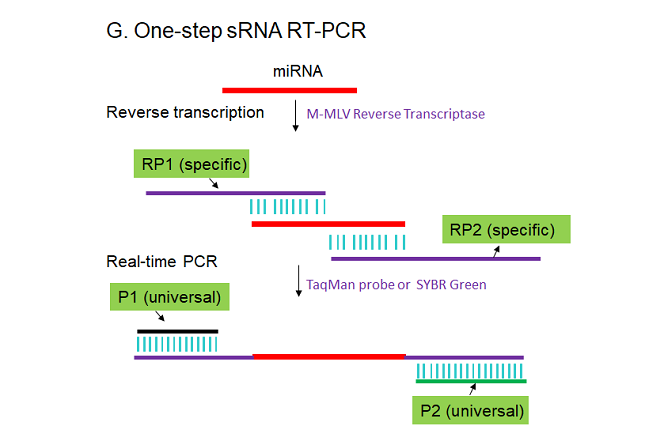 G. One-step sRNA RT-PCR
miRNA
Reverse transcription
M-MLV Reverse Transcriptase
RP1 (specific)
RP2 (specific)
Real-time PCR
TaqMan probe or SYBR Green
P1 (universal)
P2 (universal)